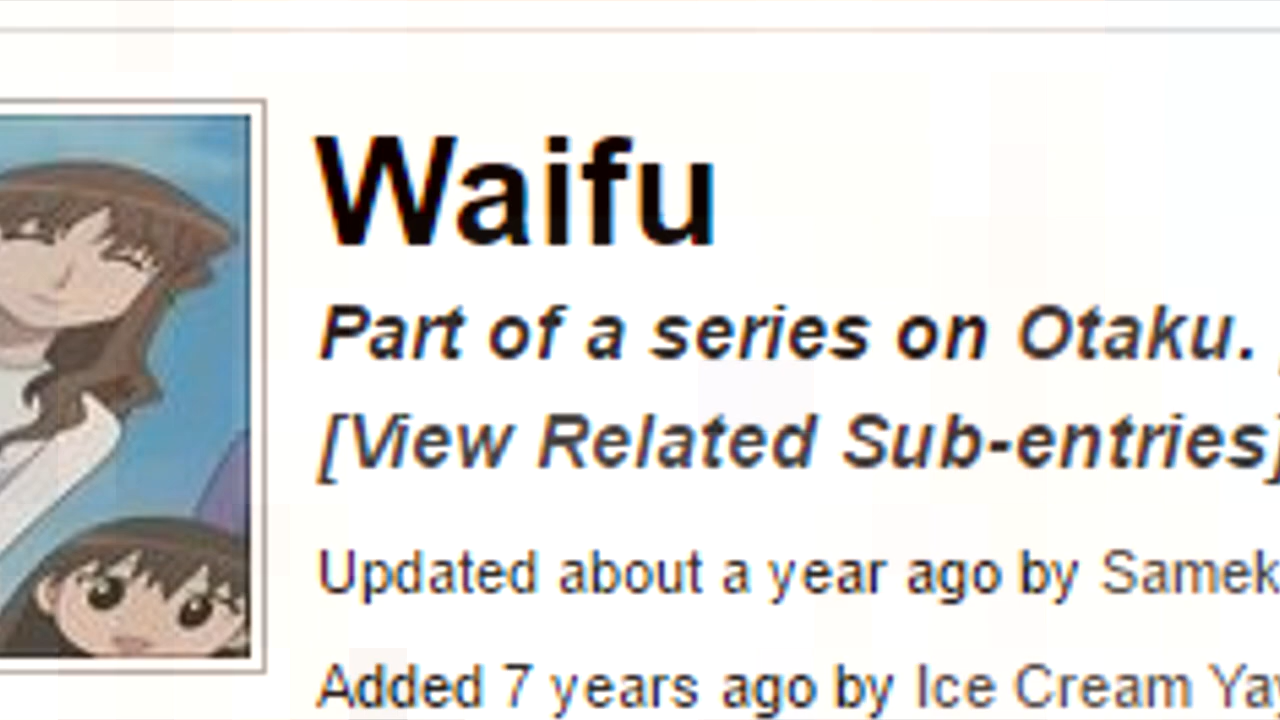 Waifu
Part of a series on Otaku.
[View Related Sub-entries]
Updated about a year ago by
Added 7 years ago by Ice Cream